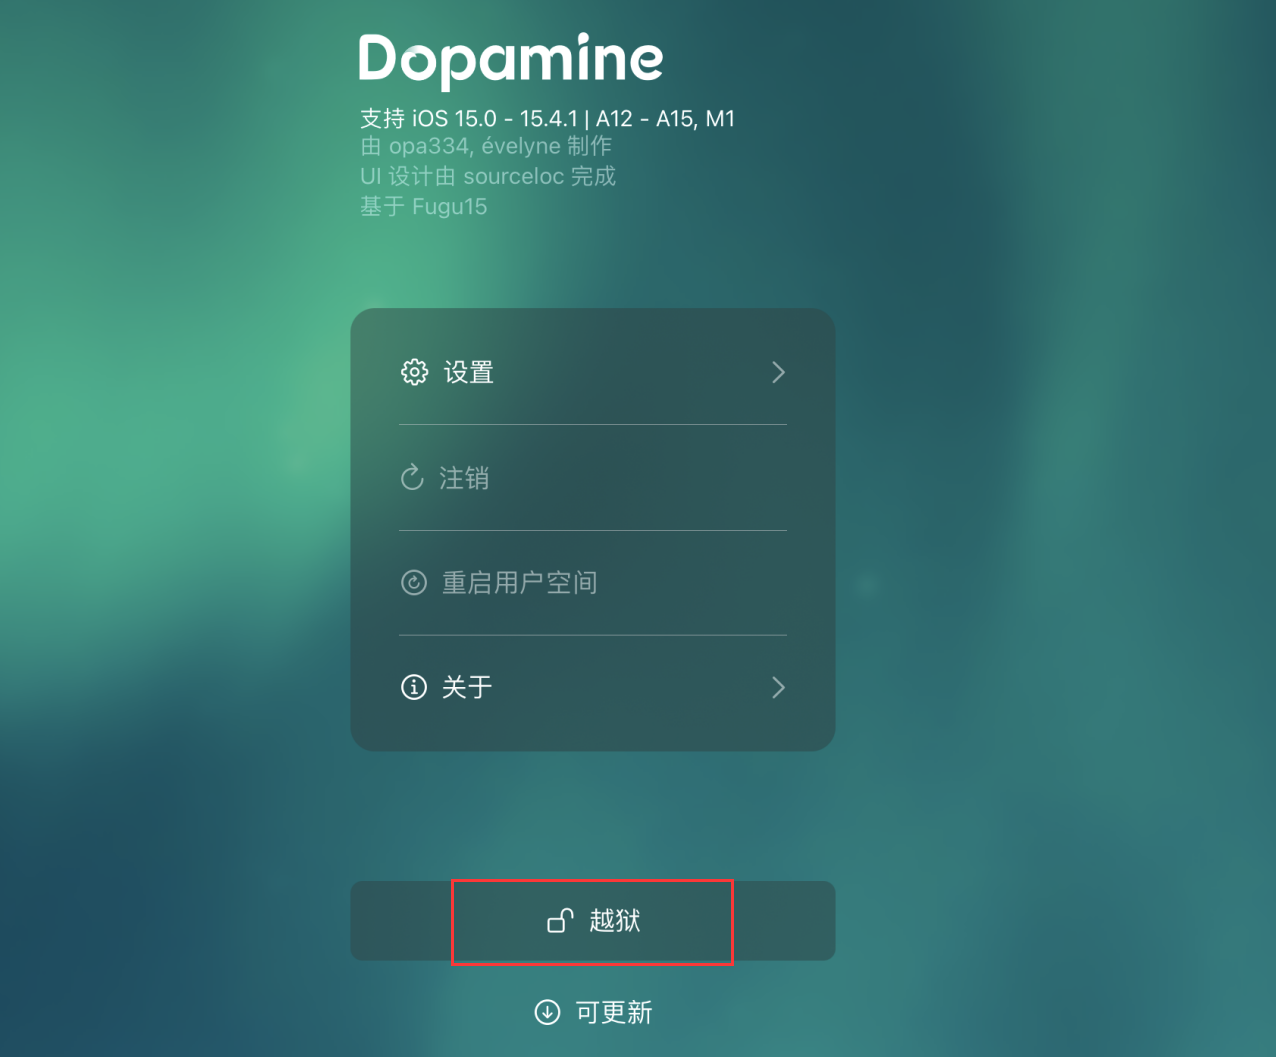 Dopamine
支持 iOS 15.0 - 15.4.1 | A12 - A15, M1
由 opa334, évelyne 制作
UI 设计由 sourceloc 完成
基于 Fugu15
设置
注销
重启用户空间
关于
越狱
可更新